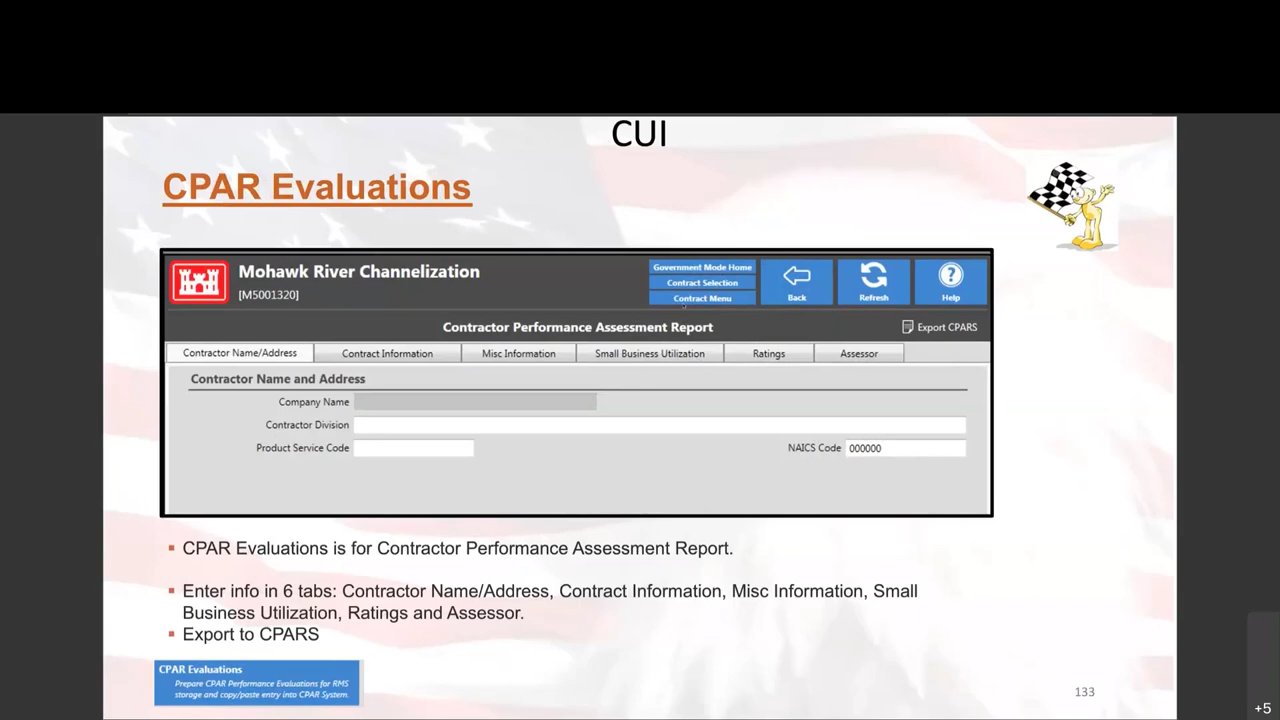 CUI
CPAR Evaluations
Mohawk River Channelization
[M5001320]
Government Mode Home
Contract Selection
Contract Menu
Back
Refresh
Help
Contractor Performance Assessment Report
Export CPARS
Contractor Name/Address
Contract Information
Misc Information
Small Business Utilization
Ratings
Assessor
Contractor Name and Address
Company Name
Contractor Division
Product Service Code
NAICS Code 000000
▪ CPAR Evaluations is for Contractor Performance Assessment Report.
▪ Enter info in 6 tabs: Contractor Name/Address, Contract Information, Misc Information, Small
Business Utilization, Ratings and Assessor.
▪ Export to CPARS
CPAR Evaluations
Prepare CPAR Performance Evaluations for RMS
storage and copy/paste entry into CPAR System.
133
+5